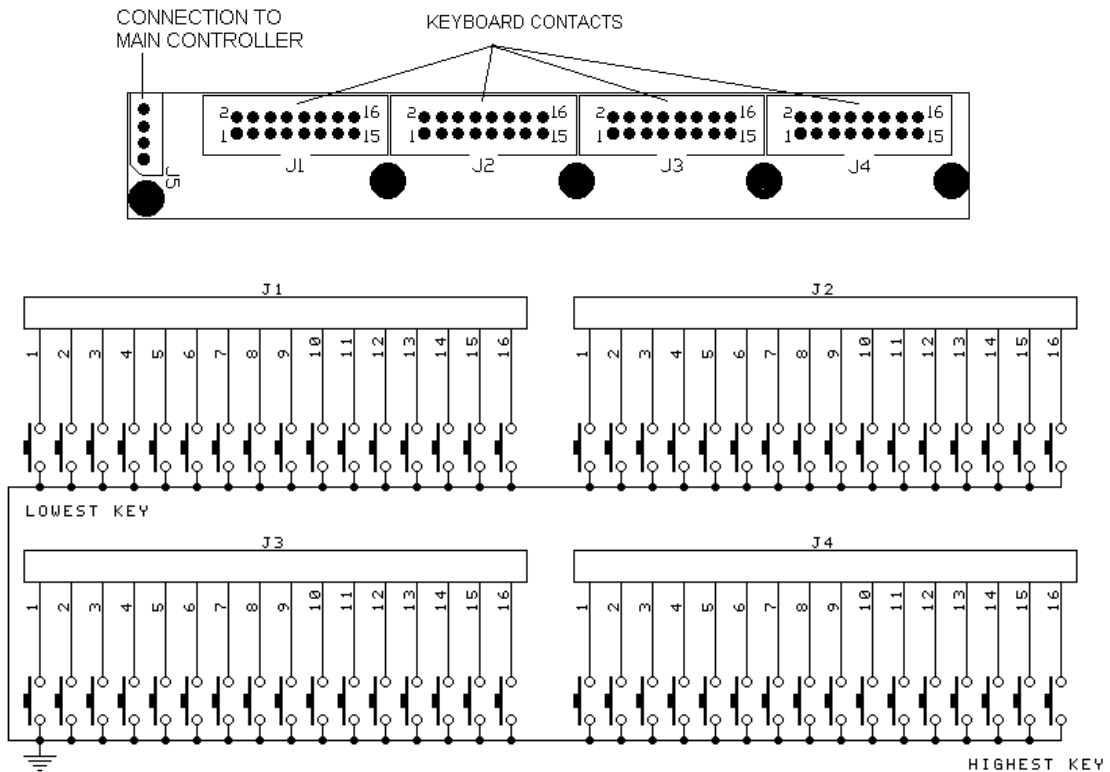 CONNECTION TO
MAIN CONTROLLER
KEYBOARD CONTACTS
2 16 2 16 2 16 2 16
1 15 1 15 1 15 1 15
J5 J1 J2 J3 J4
J1 J2
1 2 3 4 5 6 7 8 9 10 11 12 13 14 15 16 1 2 3 4 5 6 7 8 9 10 11 12 13 14 15 16
LOWEST KEY
J3 J4
1 2 3 4 5 6 7 8 9 10 11 12 13 14 15 16 1 2 3 4 5 6 7 8 9 10 11 12 13 14 15 16
HIGHEST KEY